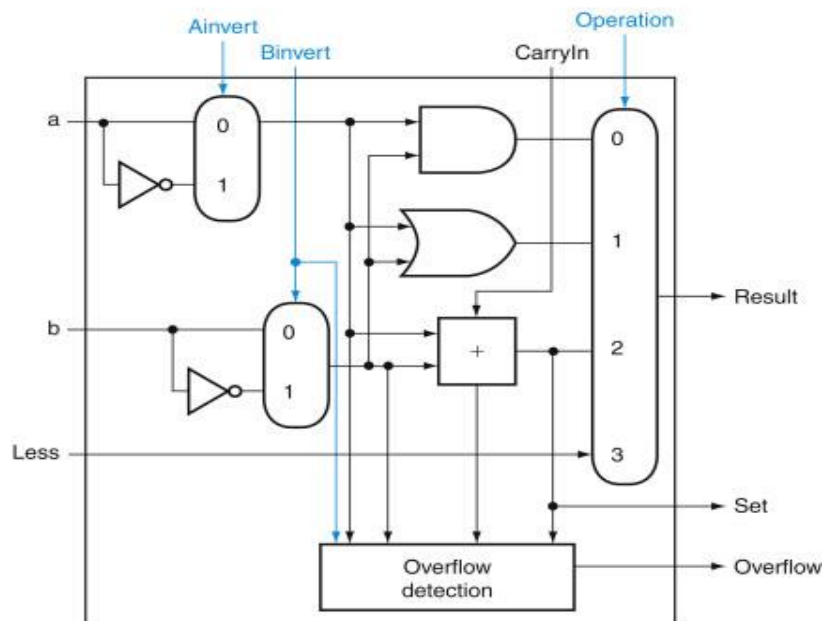 Ainvert
Operation
Binvert
CarryIn
a
0
0
1
1
Result
b
0
2
+
1
Less
3
Set
Overflow
detection
Overflow